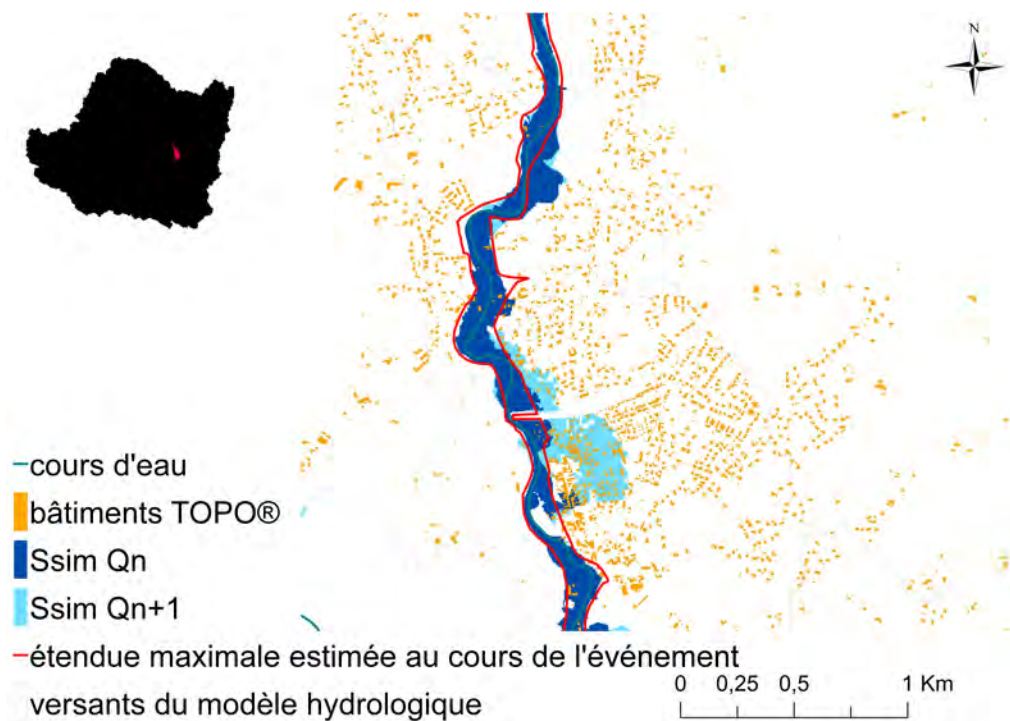 N
cours d'eau
bâtiments TOPO®
Ssim Qn
Ssim Qn+1
étendue maximale estimée au cours de l'événement
versants du modèle hydrologique
0 0,25 0,5 1 Km